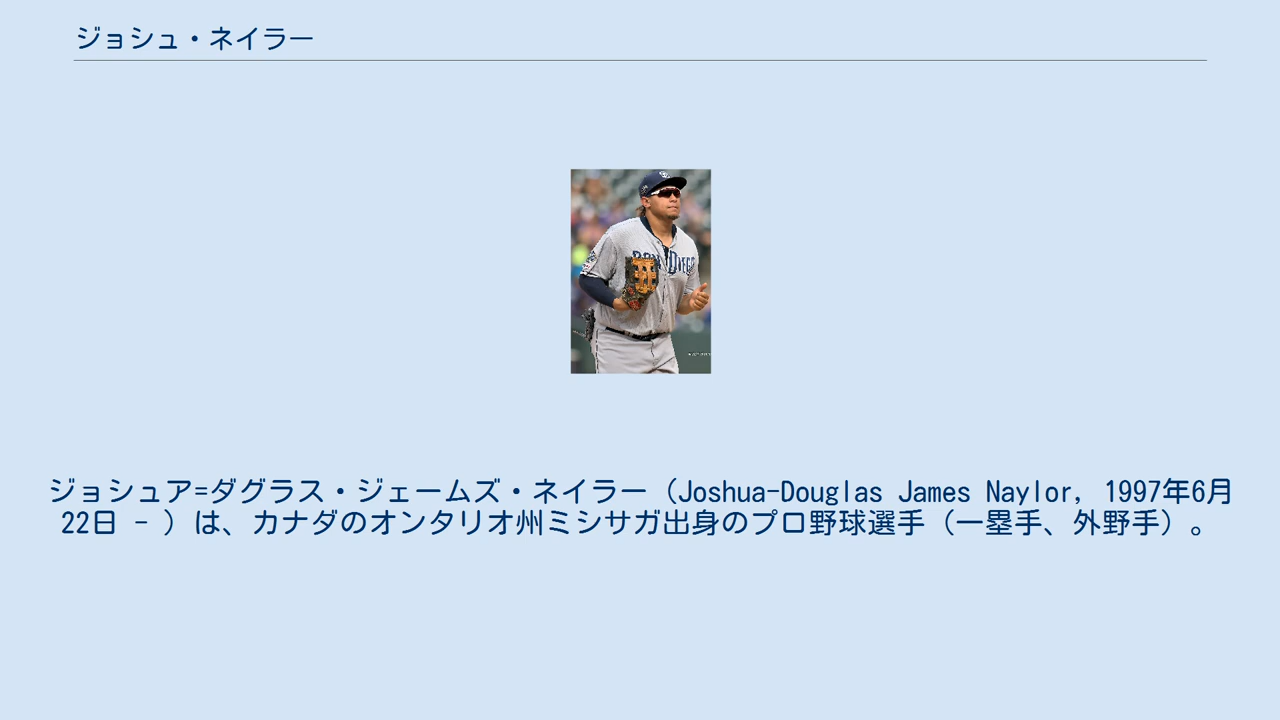 ジョシュ・ネイラー
ジョシュア=ダグラス・ジェームズ・ネイラー（Joshua-Douglas James Naylor, 1997年6月
22日 - ）は、カナダのオンタリオ州ミシサガ出身のプロ野球選手（一塁手、外野手）。